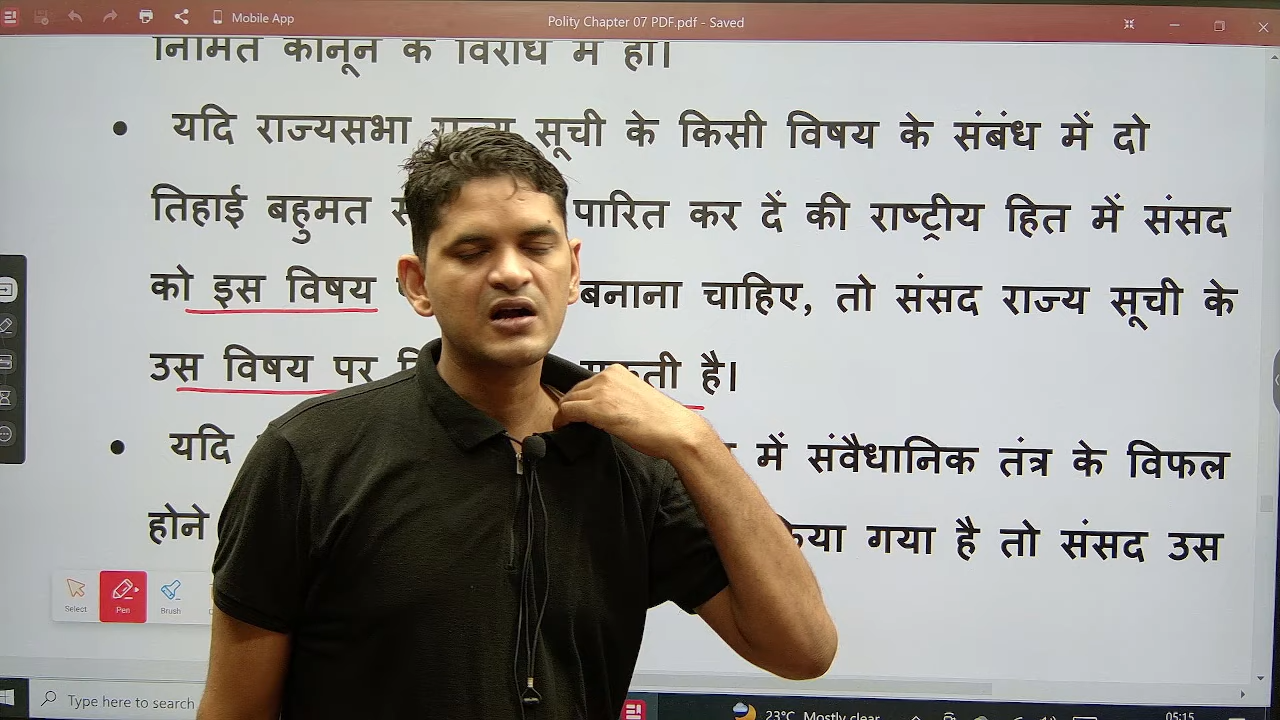 Mobile App
Polity Chapter 07 PDF.pdf - Saved
निर्मित कानून के विरोध में हो।
• यदि राज्यसभा राज्य सूची के किसी विषय के संबंध में दो
तिहाई बहुमत पारित कर दें की राष्ट्रीय हित में संसद
को इस विषय बनाना चाहिए, तो संसद राज्य सूची के
उस विषय पर सकती है।
• यदि में संवैधानिक तंत्र के विफल
होने किया गया है तो संसद उस
Select Pen Brush
Type here to search
23°C Mostly clear
05:15